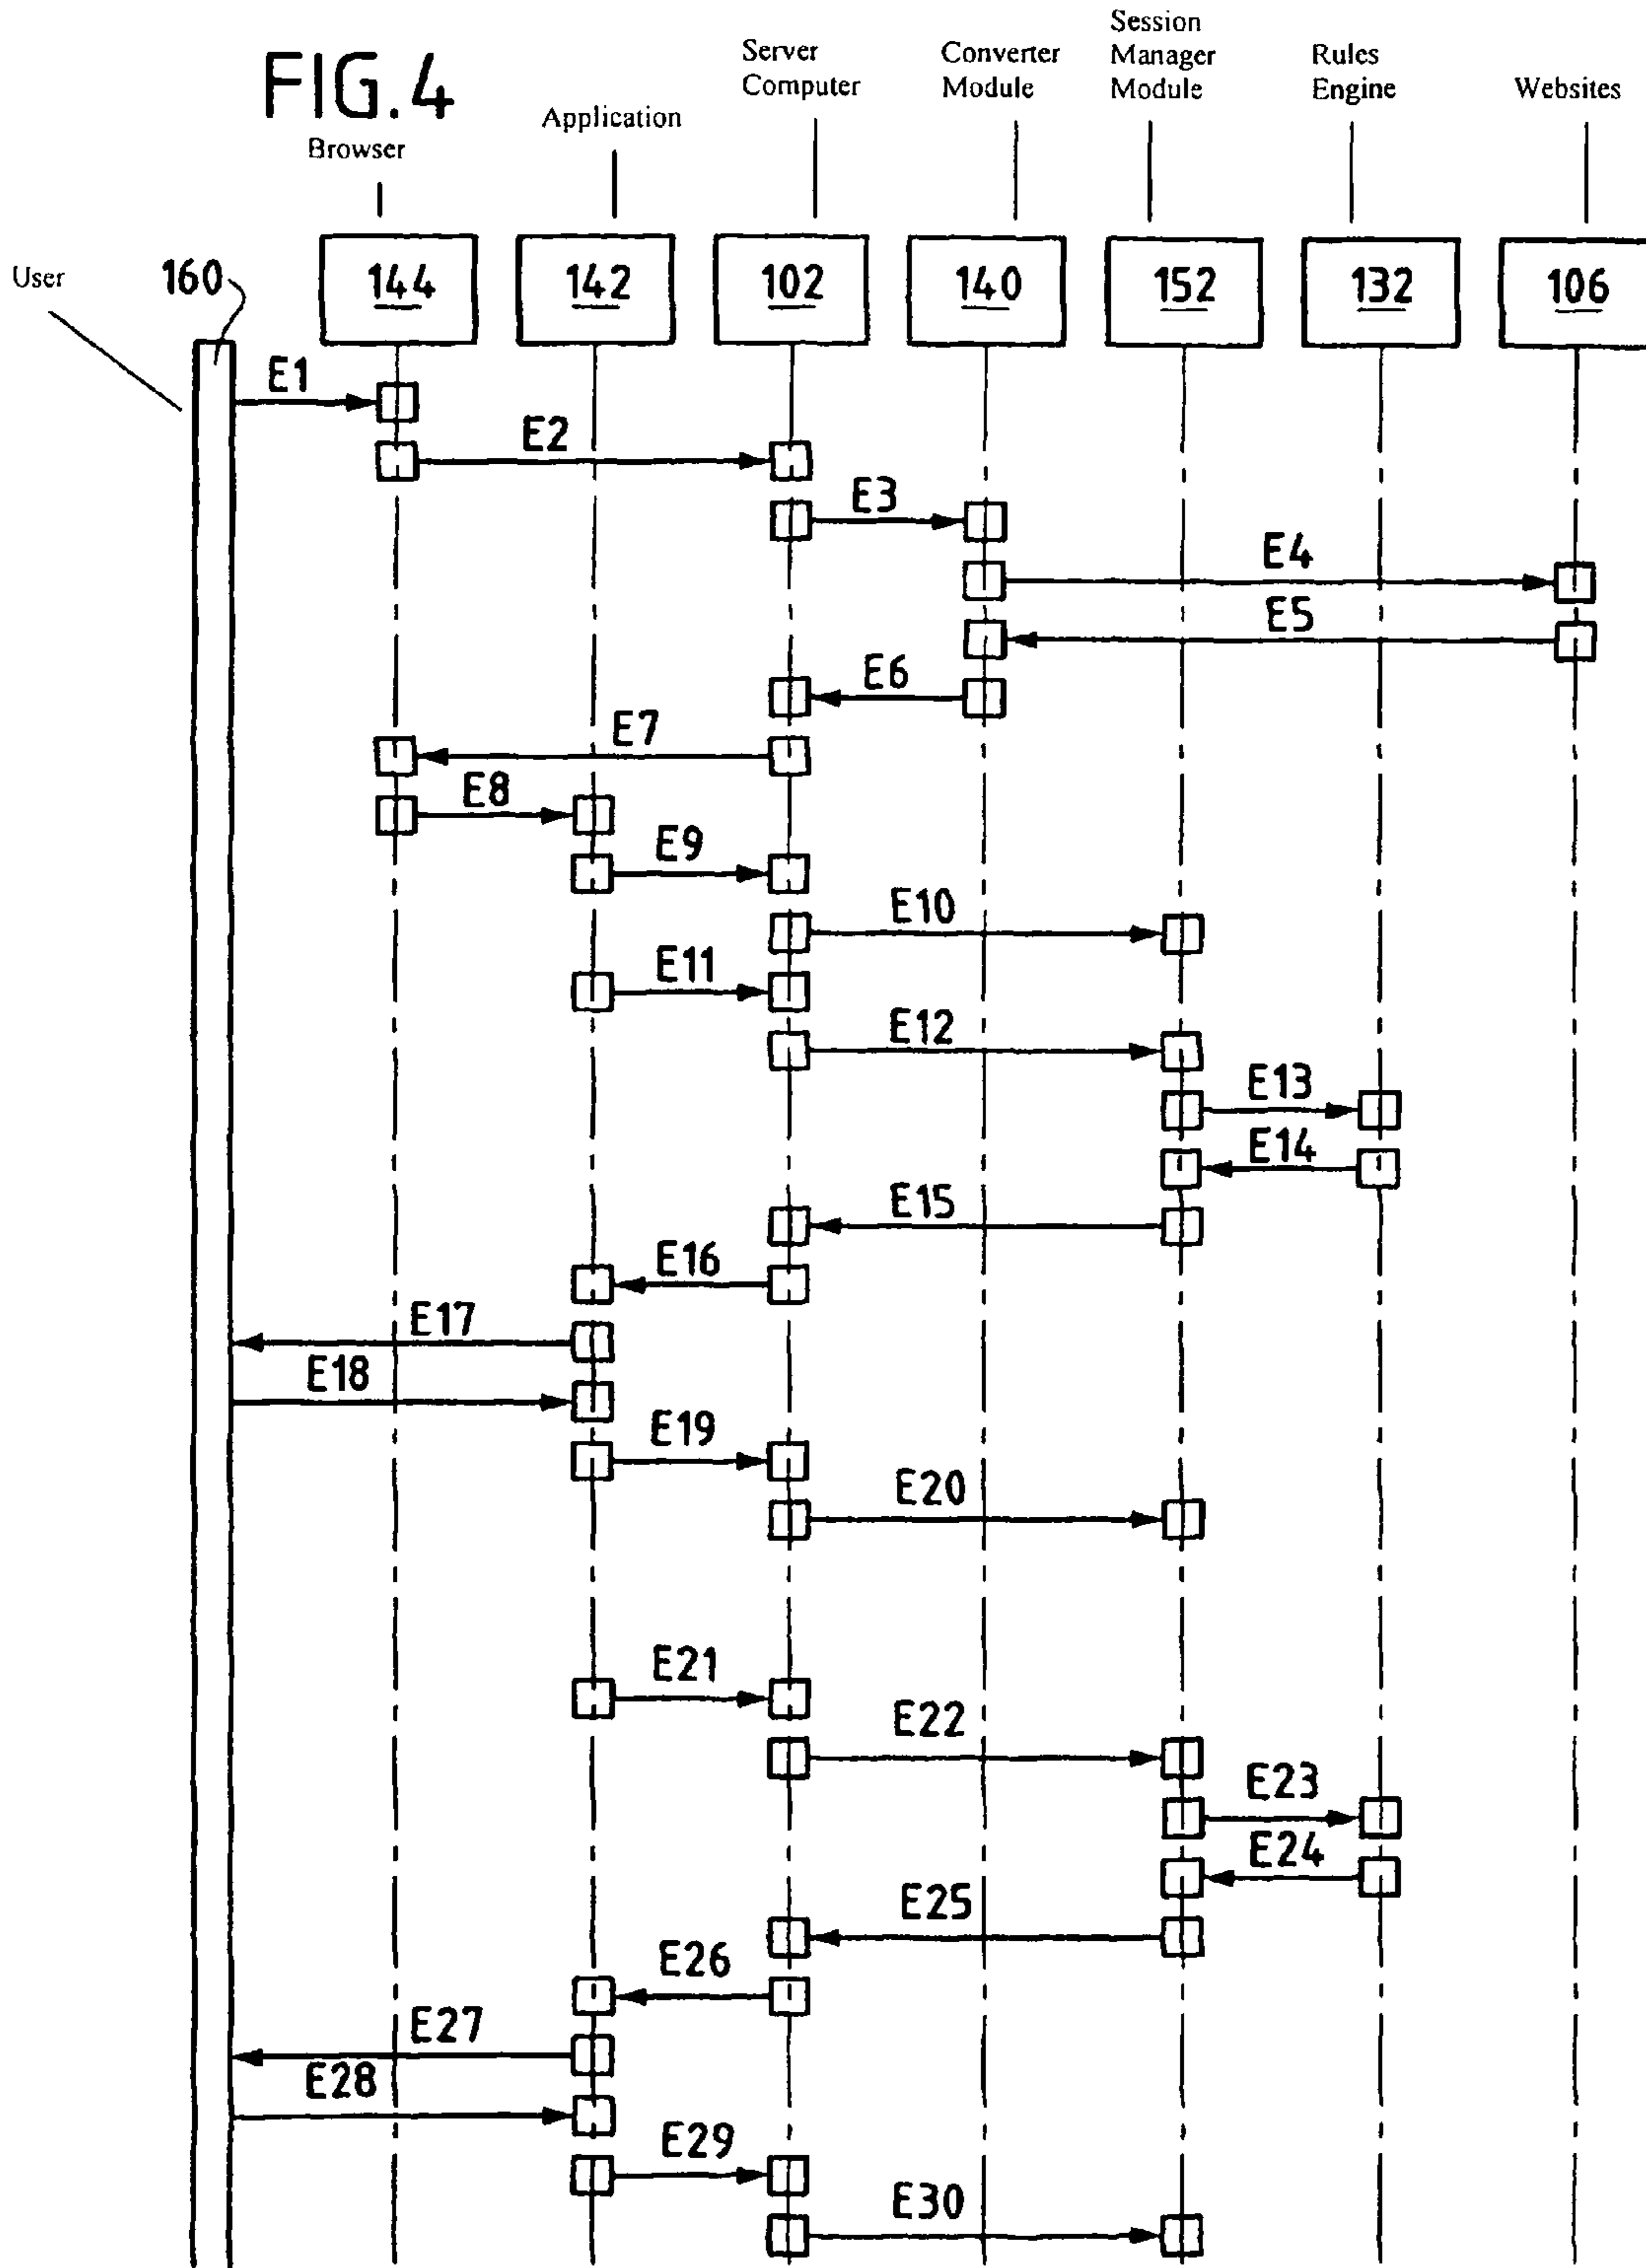 FIG.4
Browser
Application
Server
Computer
Converter
Module
Session
Manager
Module
Rules
Engine
Websites
User
160
144
142
102
140
152
132
106
E1
E2
E3
E4
E5
E6
E7
E8
E9
E10
E11
E12
E13
E14
E15
E16
E17
E18
E19
E20
E21
E22
E23
E24
E25
E26
E27
E28
E29
E30